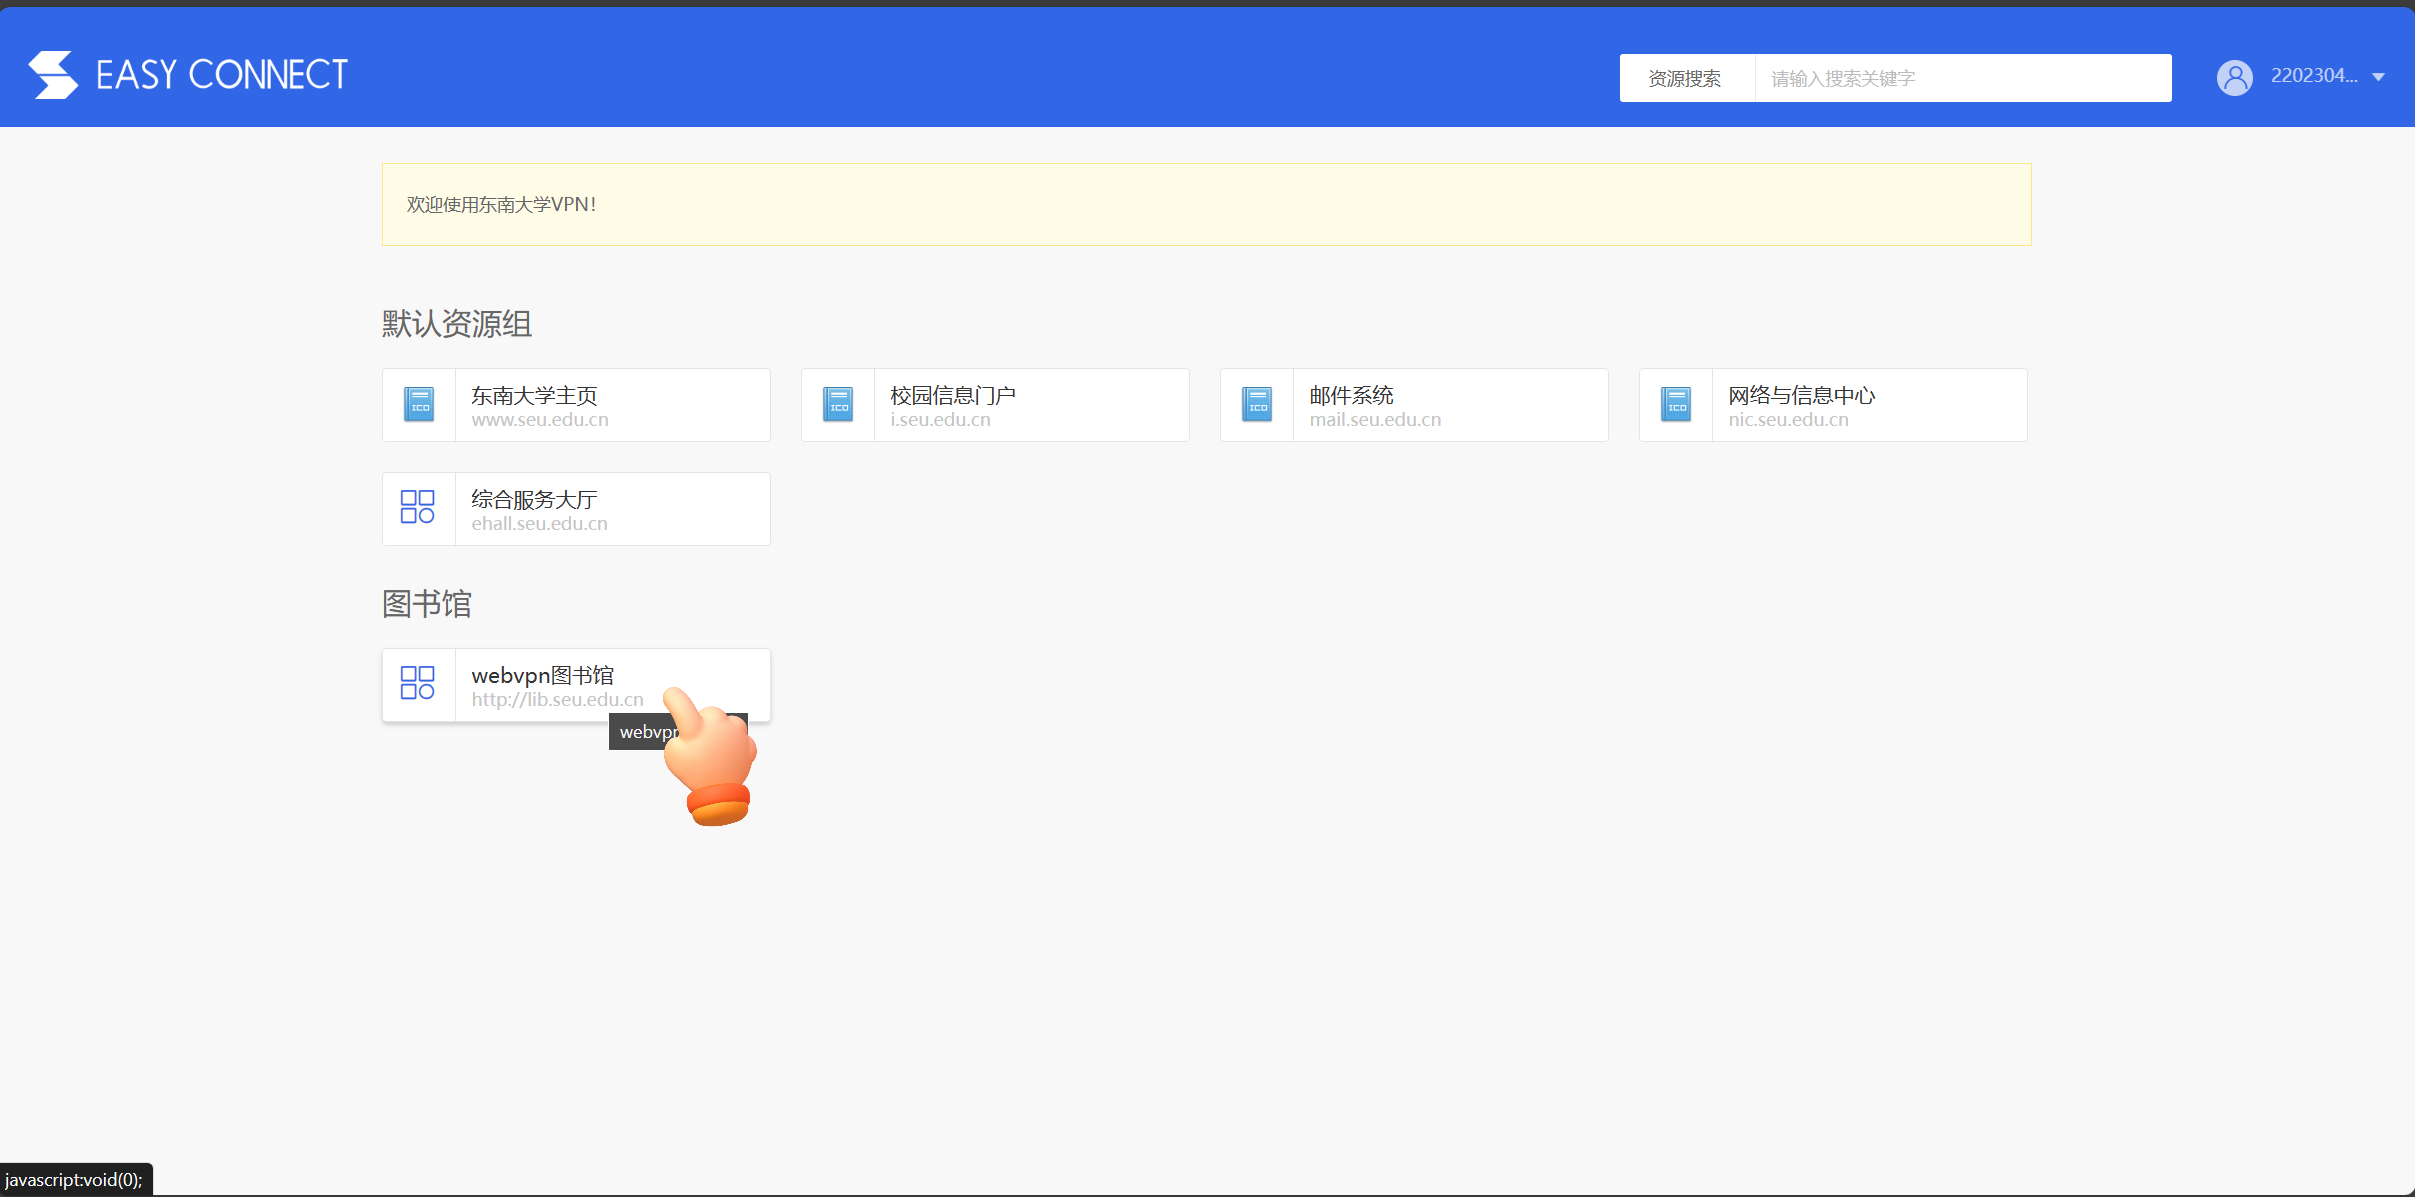 EASY CONNECT
资源搜索
请输入搜索关键字
2202304...
欢迎使用东南大学VPN!
默认资源组
东南大学主页
www.seu.edu.cn
校园信息门户
i.seu.edu.cn
邮件系统
mail.seu.edu.cn
网络与信息中心
nic.seu.edu.cn
ICO
ICO
ICO
ICO
综合服务大厅
ehall.seu.edu.cn
图书馆
webvpn图书馆
http://lib.seu.edu.cn
javascript:void(0);